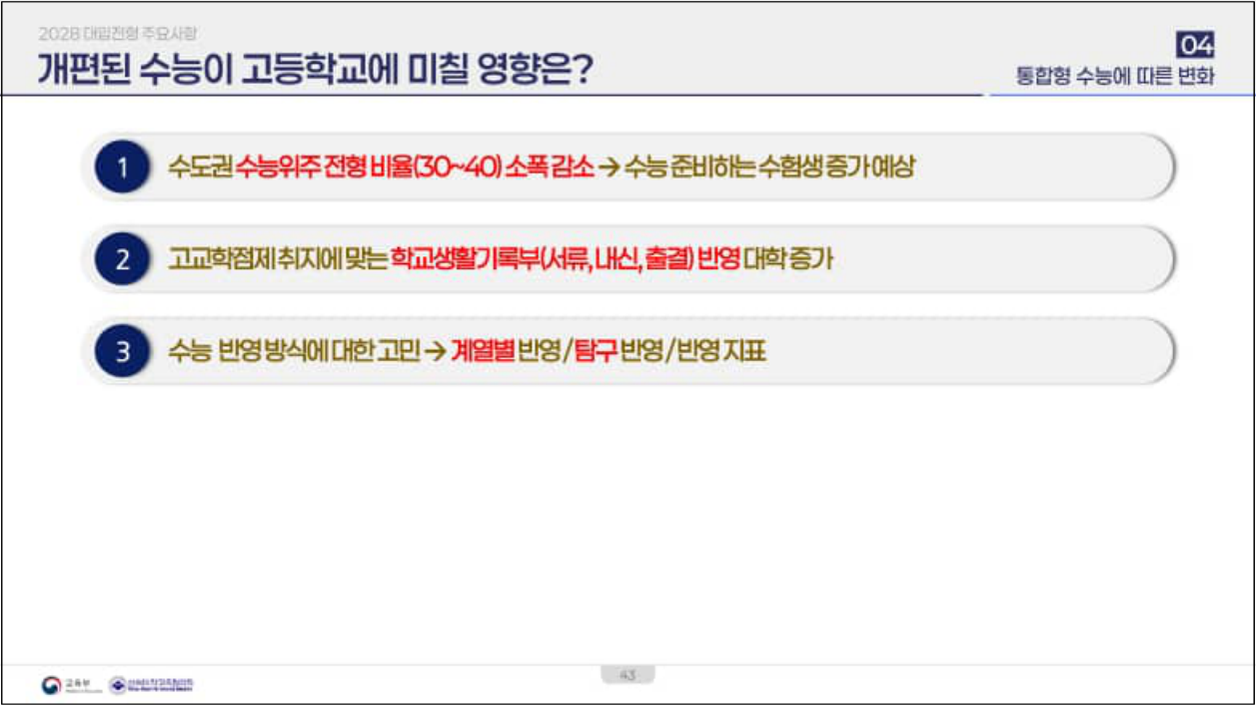 2028 대입전형 주요사항
개편된 수능이 고등학교에 미칠 영향은?
04
통합형 수능에 따른 변화
1 수도권 수능위주 전형 비율(30~40) 소폭 감소 → 수능 준비하는 수험생 증가 예상
2 고교학점제 취지에 맞는 학교생활기록부(서류, 내신, 출결) 반영 대학 증가
3 수능 반영 방식에 대한 고민 → 계열별 반영 / 탐구 반영 / 반영 지표
교육부
43